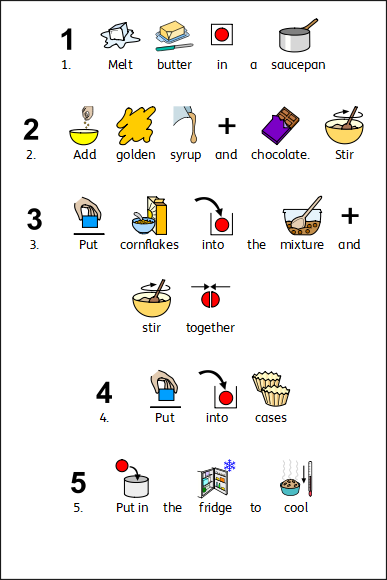 1
1. Melt butter in a saucepan
2 +
2. Add golden syrup and chocolate. Stir
3 +
3. Put cornflakes into the mixture and
stir together
4
4. Put into cases
5
5. Put in the fridge to cool